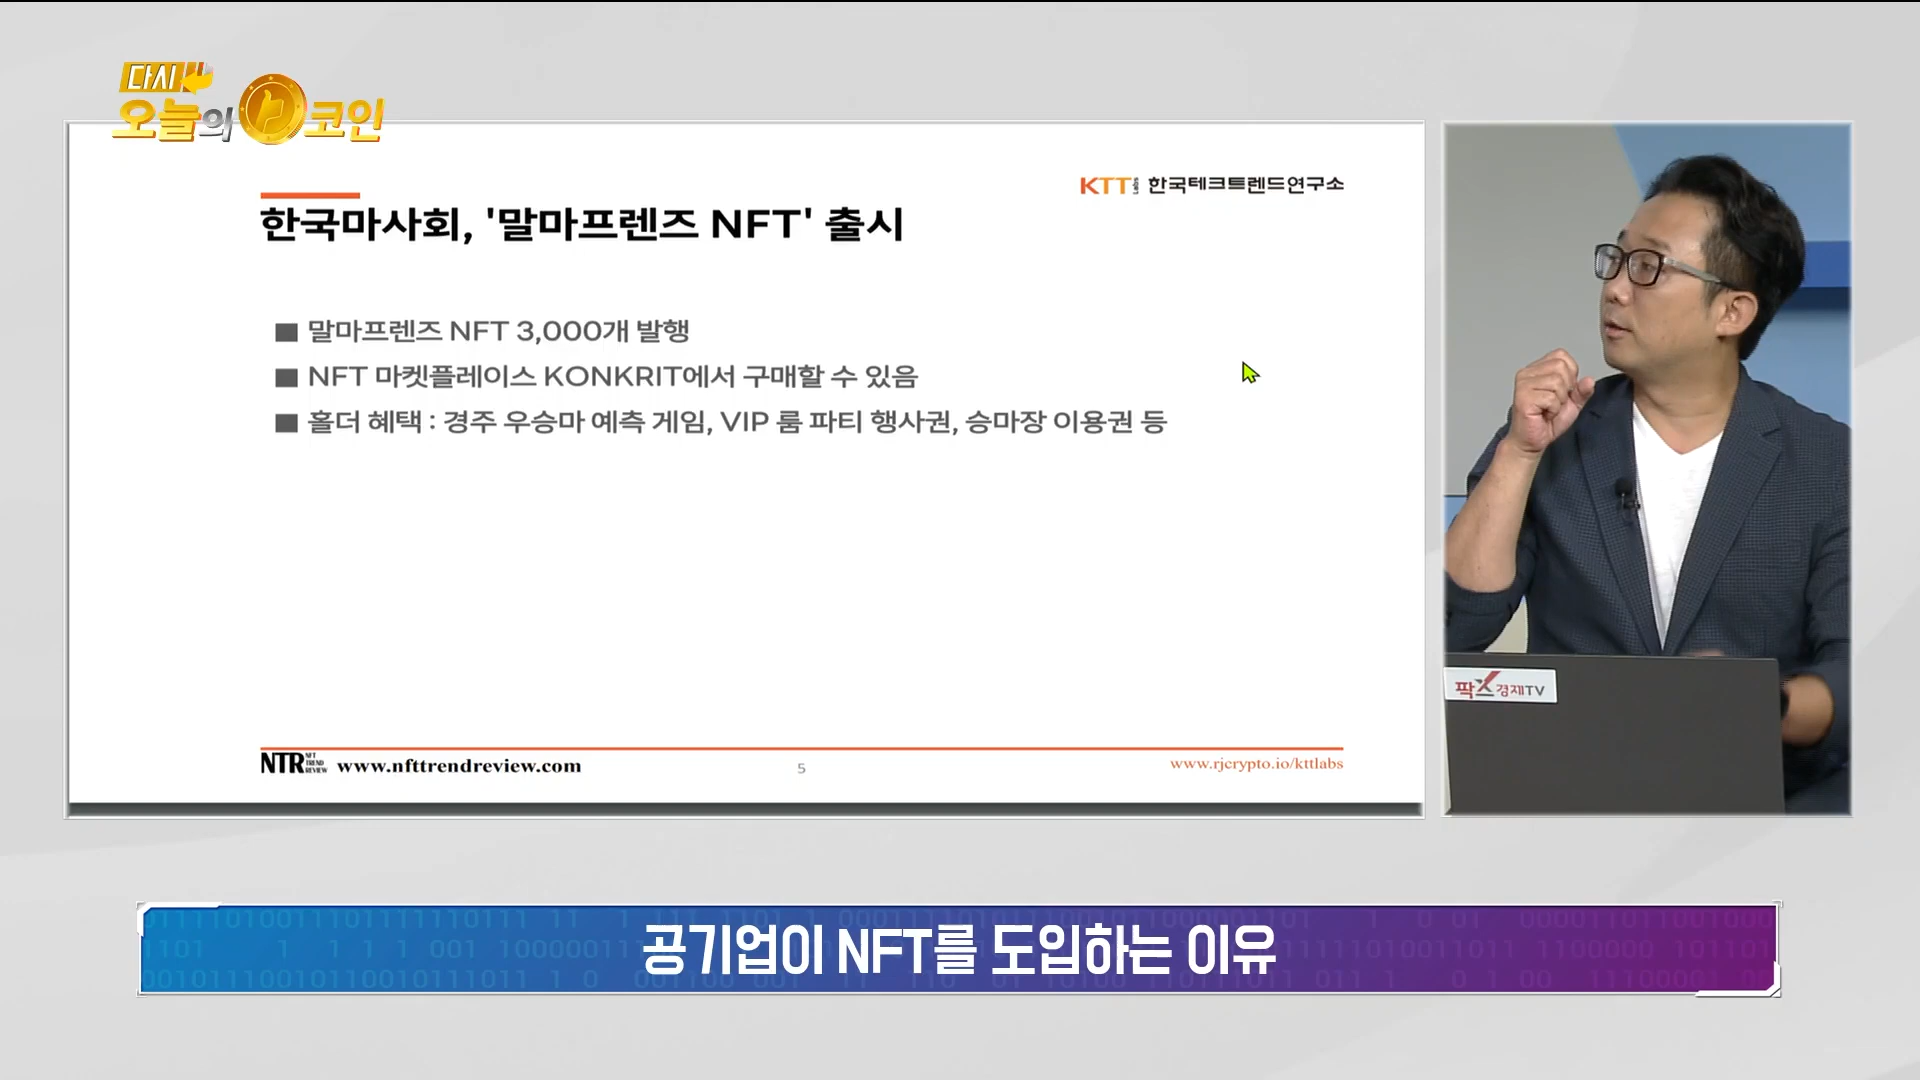 다시
오늘의 코인
KTT Labs 한국테크트렌드연구소
한국마사회, '말마프렌즈 NFT' 출시
■ 말마프렌즈 NFT 3,000개 발행
■ NFT 마켓플레이스 KONKRIT에서 구매할 수 있음
■ 홀더 혜택 : 경주 우승마 예측 게임, VIP 룸 파티 행사권, 승마장 이용권 등
팍스경제TV
NTR NFT TREND REVIEW www.nfttrendreview.com
5
www.rjcrypto.io/kttlabs
공기업이 NFT를 도입하는 이유